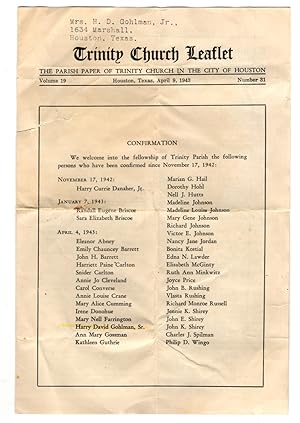 Mrs. H. D. Gohlman, Jr.,
1634 Marshall.
Houston, Texas.
Trinity Church Leaflet
THE PARISH PAPER OF TRINITY CHURCH IN THE CITY OF HOUSTON
Volume 19 Houston, Texas, April 9, 1943 Number 81
CONFIRMATION
We welcome into the fellowship of Trinity Parish the following
persons who have been confirmed since November 17, 1942:
November 17, 1942:
Harry Currie Danaher, Jr.
January 7, 1943:
Randall Eugene Briscoe
Sara Elizabeth Briscoe
April 4, 1943:
Eleanor Abney
Emily Chauncey Barrett
John H. Barrett
Harriett Paine Carlton
Snider Carlton
Annie Jo Cleveland
Carol Converse
Annie Louise Crane
Mary Alice Cumming
Irene Donohue
Mary Nell Farrington
Harry David Gohlman, Sr.
Ann Mary Gossman
Kathleen Guthrie
Marian G. Hail
Dorothy Hohl
Nell J. Hutts
Madeline Johnson
Madeline Louise Johnson
Mary Gene Johnson
Richard Johnson
Victor E. Johnson
Nancy Jane Jordan
Bonita Kostial
Edna N. Lawder
Elisabeth McGinty
Ruth Ann Minkwitz
Joyce Price
John B. Rushing
Vlasta Rushing
Richard Monroe Russell
Jennie K. Shirey
John E. Shirey
John K. Shirey
Charles J. Spilman
Philip D. Wingo